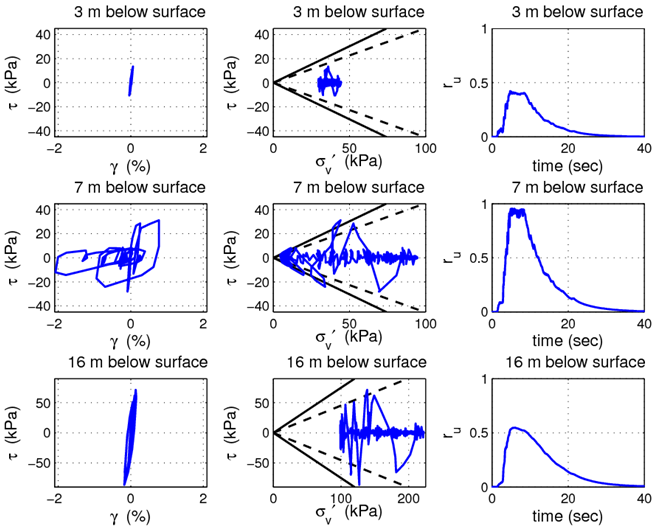 3 m below surface 3 m below surface 3 m below surface
τ (kPa) 40 20 0 −20 −40 τ (kPa) 40 20 0 −20 −40 r_u 1 0.5 0
−2 0 2 0 50 100 0 20 40
γ (%) σ_v′ (kPa) time (sec)
7 m below surface 7 m below surface 7 m below surface
τ (kPa) 40 20 0 −20 −40 τ (kPa) 40 20 0 −20 −40 r_u 1 0.5 0
−2 0 2 0 50 100 0 20 40
γ (%) σ_v′ (kPa) time (sec)
16 m below surface 16 m below surface 16 m below surface
τ (kPa) 50 0 −50 τ (kPa) 50 0 −50 r_u 1 0.5 0
−2 0 2 0 100 200 0 20 40
γ (%) σ_v′ (kPa) time (sec)